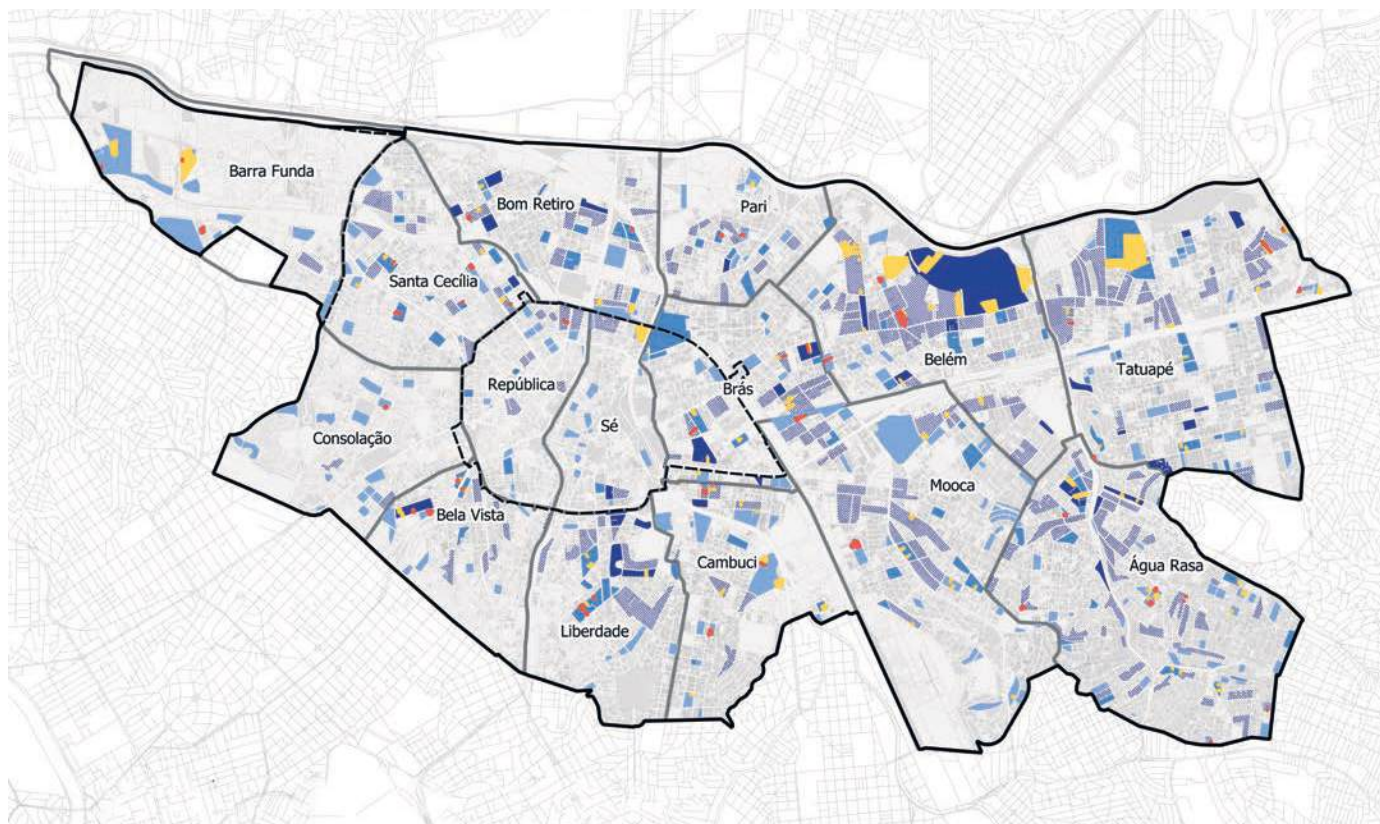 Barra Funda
Bom Retiro
Pari
Santa Cecília
Belém
Tatuapé
República
Brás
Consolação
Sé
Mooca
Bela Vista
Cambuci
Água Rasa
Liberdade